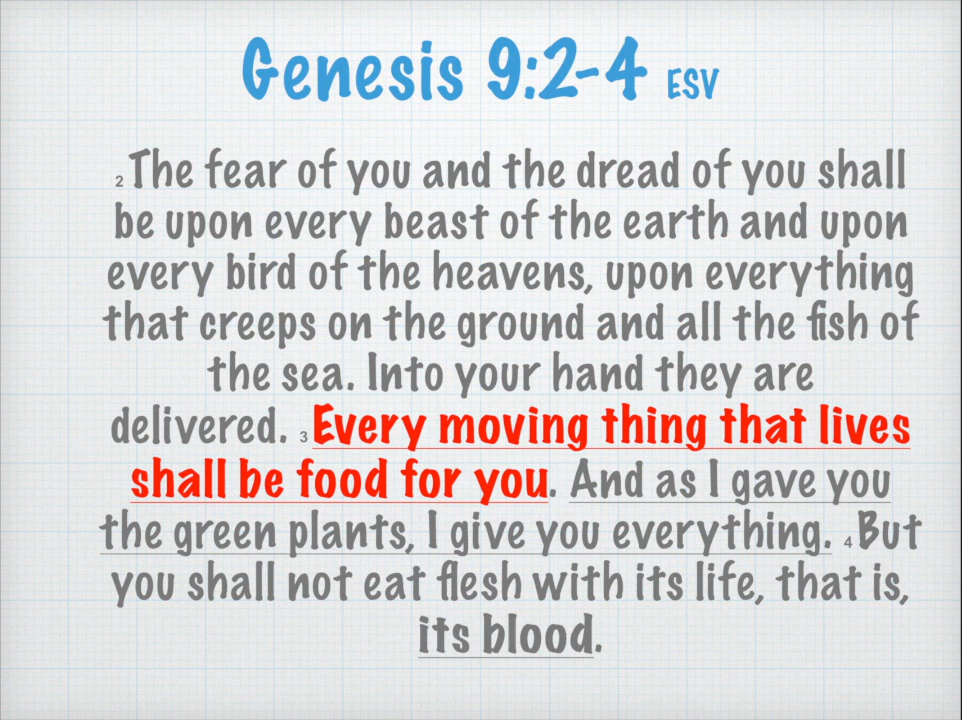 Genesis 9:2-4 ESV
2 The fear of you and the dread of you shall
be upon every beast of the earth and upon
every bird of the heavens, upon everything
that creeps on the ground and all the fish of
the sea. Into your hand they are
delivered. 3 Every moving thing that lives
shall be food for you. And as I gave you
the green plants, I give you everything. 4 But
you shall not eat flesh with its life, that is,
its blood.